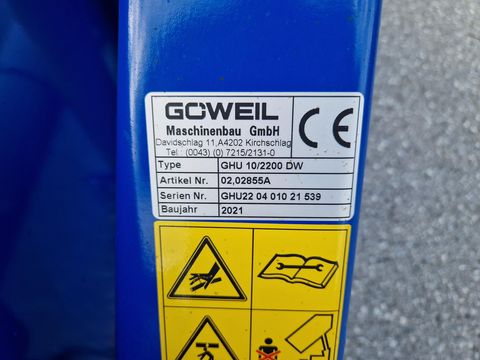 GÖWEIL
Maschinenbau GmbH
Davidschlag 11,A4202 Kirchschlag
Tel.: (0043) (0) 7215/2131-0
CE
Type GHU 10/2200 DW
Artikel Nr. 02,02855A
Serien Nr. GHU22 04 010 21 539
Baujahr 2021